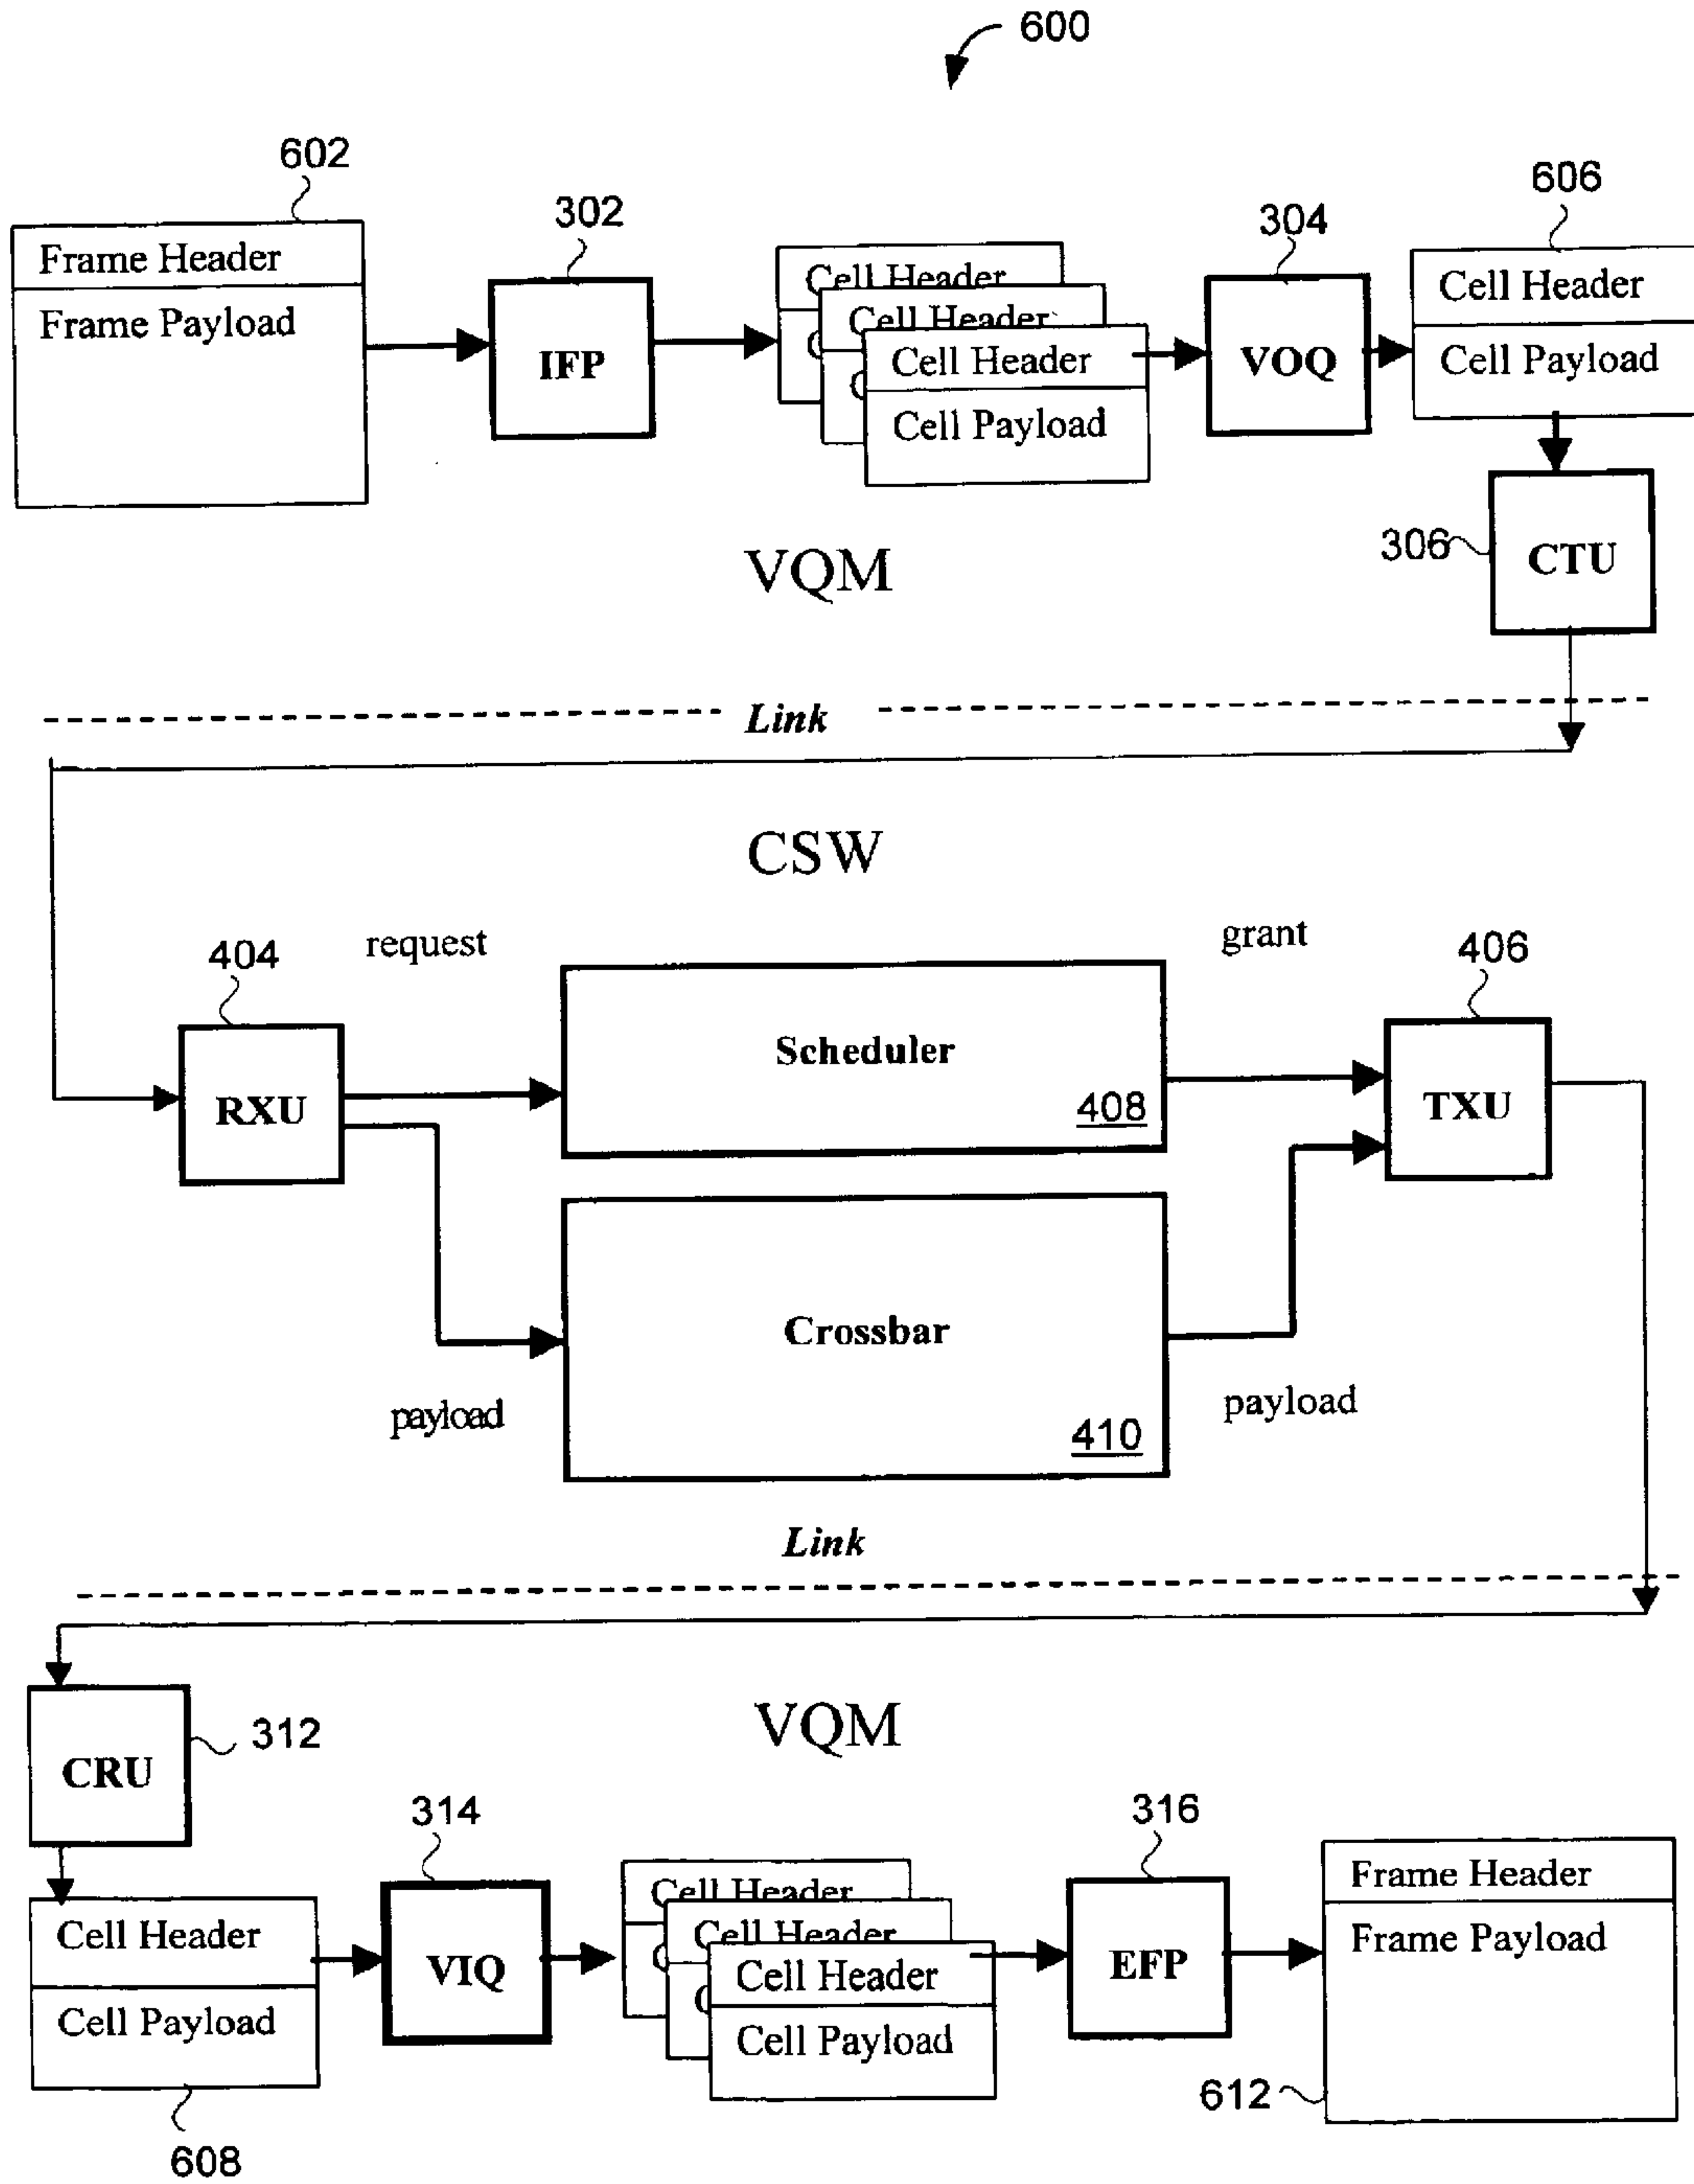 600
602
302
304
606
Frame Header
Frame Payload
IFP
Cell Header
Cell Header
Cell Header
Cell Payload
VOQ
Cell Header
Cell Payload
306
CTU
VQM
Link
CSW
404
request
grant
406
RXU
Scheduler
408
TXU
Crossbar
410
payload
payload
Link
VQM
CRU
312
314
316
Cell Header
Cell Payload
608
VIQ
Cell Header
Cell Header
Cell Header
Cell Payload
EFP
Frame Header
Frame Payload
612